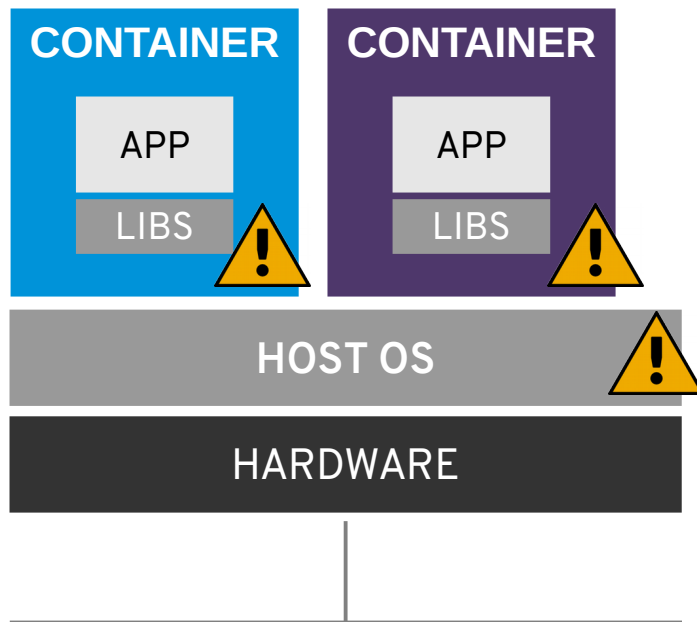 CONTAINER
APP
LIBS
CONTAINER
APP
LIBS
HOST OS
HARDWARE